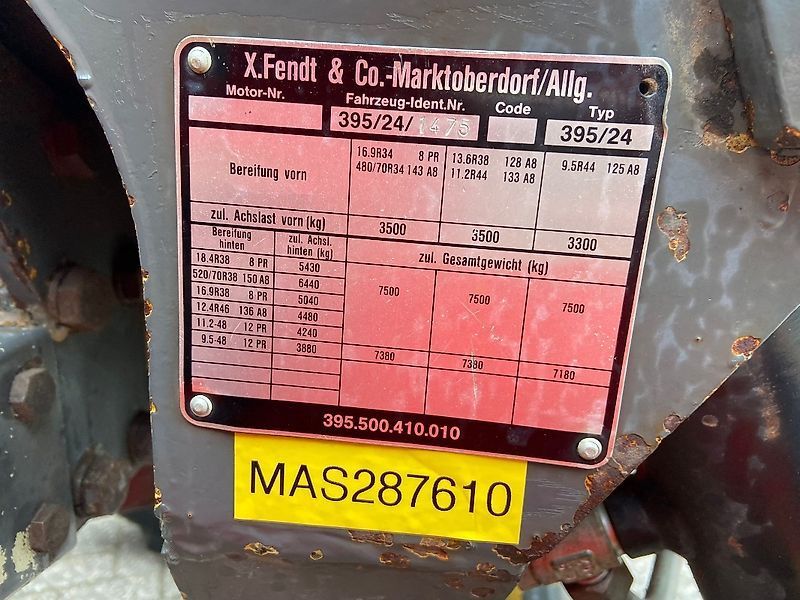 X.Fendt & Co.-Marktoberdorf/Allg.
Motor-Nr. Fahrzeug-Ident.Nr. Code Typ
395/24/1475 395/24
Bereifung vorn
16.9R34 8 PR 13.6R38 128 A8 9.5R44 125 A8
480/70R34 143 A8 11.2R44 133 A8
zul. Achslast vorn (kg) 3500 3500 3300
Bereifung hinten zul. Achsl. hinten (kg) zul. Gesamtgewicht (kg)
18.4R38 8 PR 5430
520/70R38 150 A8 6440 7500 7500 7500
16.9R38 8 PR 5040
12.4R46 136 A8 4480
11.2-48 12 PR 4240
9.5-48 12 PR 3880 7380 7380 7180
395.500.410.010
MAS287610